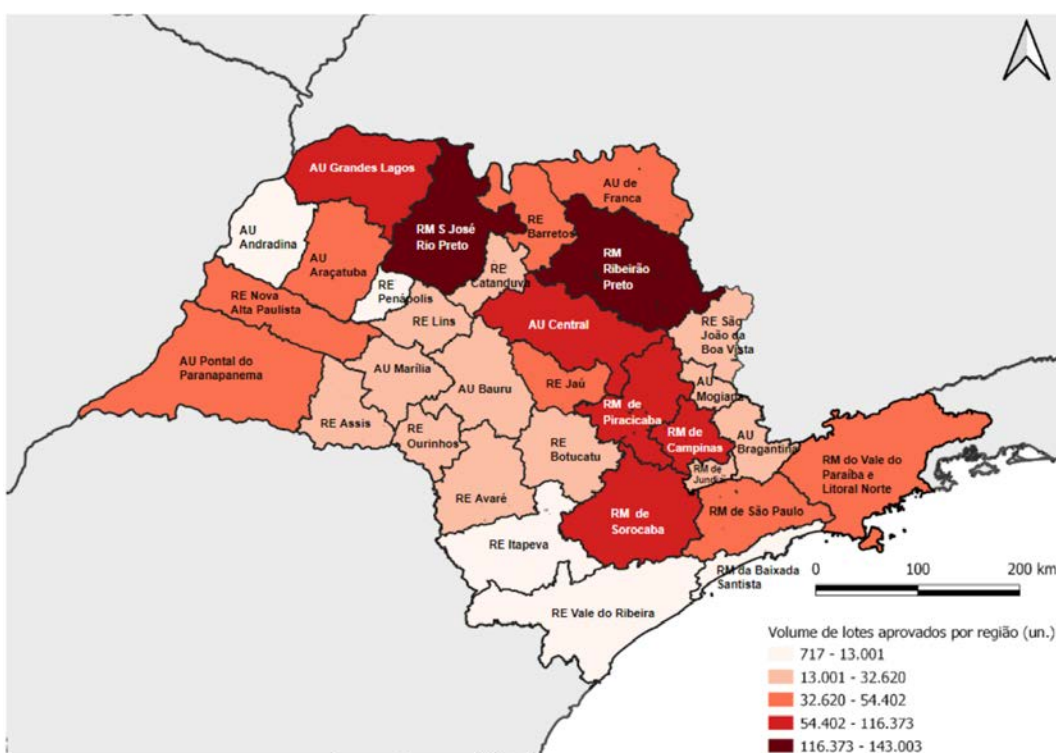 AU Grandes Lagos
AU
Andradina
AU
Araçatuba
RM S José
Rio Preto
RE
Barretos
AU de
Franca
RM
Ribeirão
Preto
RE
Catanduva
RE
Penápolis
RE Nova
Alta Paulista
RE Lins
AU Central
RE São
João da
Boa Vista
AU Pontal do
Paranapanema
AU Marília
AU Bauru
RE Jaú
AU
Mogiana
RE Assis
RE
Ourinhos
RM de
Piracicaba
RM de
Campinas
AU
Bragantina
RE
Botucatu
RM de
Jundiaí
RM do Vale do
Paraíba e
Litoral Norte
RE Avaré
RM de
Sorocaba
RM de São Paulo
RE Itapeva
RM da Baixada
Santista
RE Vale do Ribeira
0 100 200 km
Volume de lotes aprovados por região (un.)
717 - 13.001
13.001 - 32.620
32.620 - 54.402
54.402 - 116.373
116.373 - 143.003